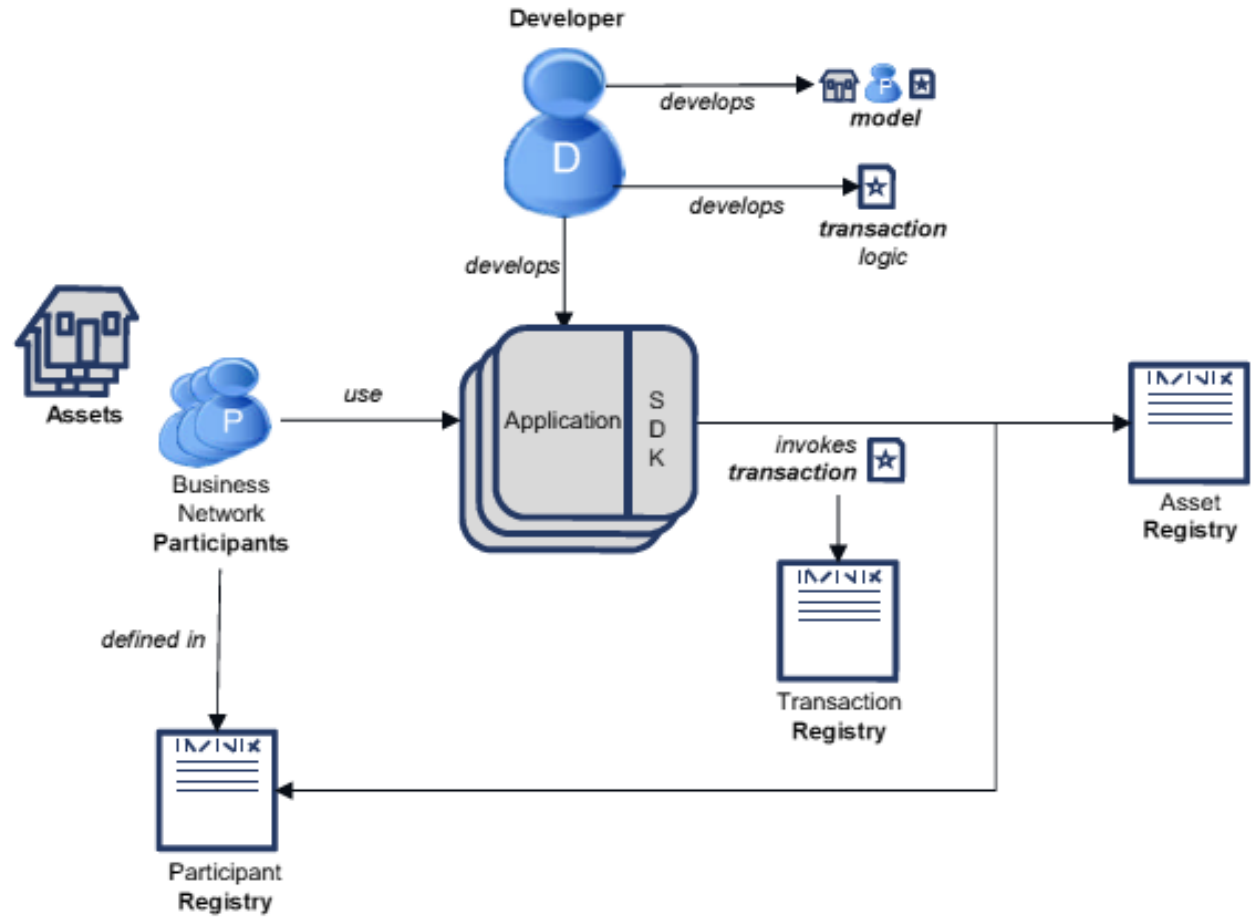 Developer
develops
P
model
D
develops
transaction
logic
develops
Assets
P
use
Application
S
D
K
invokes
transaction
Business
Network
Participants
Asset
Registry
defined in
Transaction
Registry
Participant
Registry